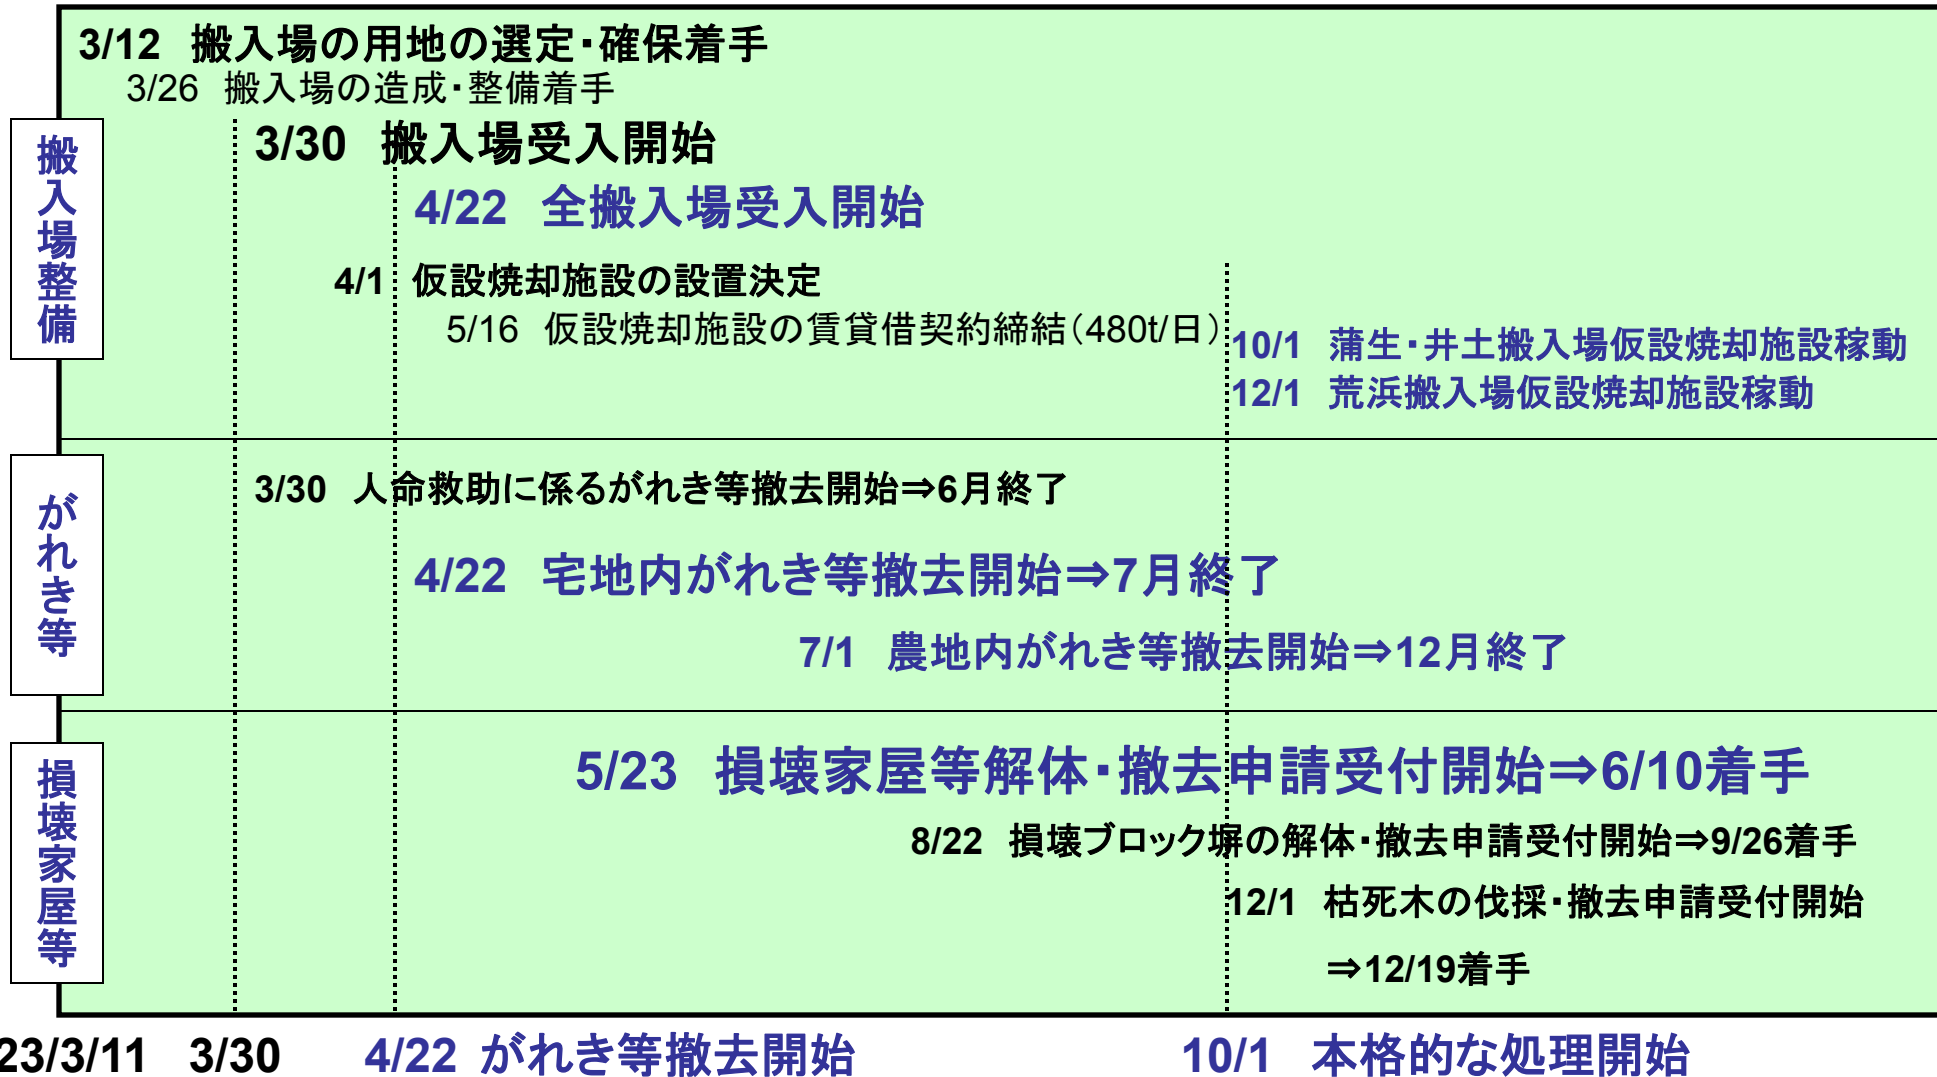 3/12 搬入場の用地の選定・確保着手
3/26 搬入場の造成・整備着手
搬入場整備
3/30 搬入場受入開始
4/22 全搬入場受入開始
4/1 仮設焼却施設の設置決定
5/16 仮設焼却施設の賃貸借契約締結（480t/日）
10/1 蒲生・井土搬入場仮設焼却施設稼動
12/1 荒浜搬入場仮設焼却施設稼動
がれき等
3/30 人命救助に係るがれき等撤去開始⇒6月終了
4/22 宅地内がれき等撤去開始⇒7月終了
7/1 農地内がれき等撤去開始⇒12月終了
損壊家屋等
5/23 損壊家屋等解体・撤去申請受付開始⇒6/10着手
8/22 損壊ブロック塀の解体・撤去申請受付開始⇒9/26着手
12/1 枯死木の伐採・撤去申請受付開始
⇒12/19着手
23/3/11 3/30 4/22 がれき等撤去開始 10/1 本格的な処理開始